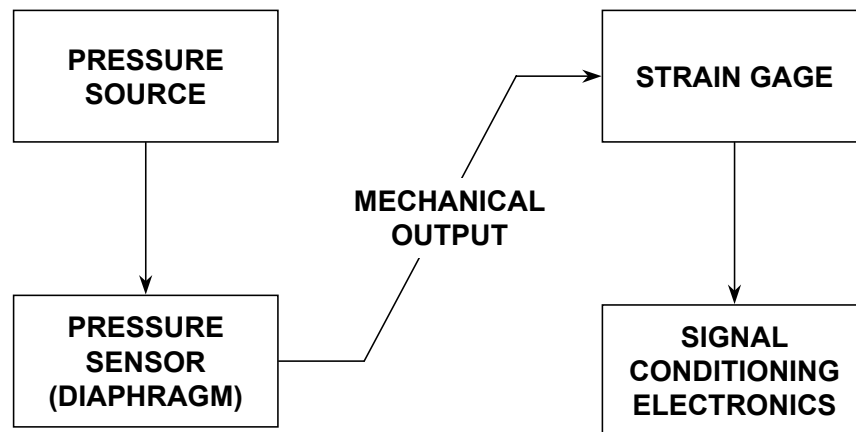 PRESSURE
SOURCE
PRESSURE
SENSOR
(DIAPHRAGM)
MECHANICAL
OUTPUT
STRAIN GAGE
SIGNAL
CONDITIONING
ELECTRONICS